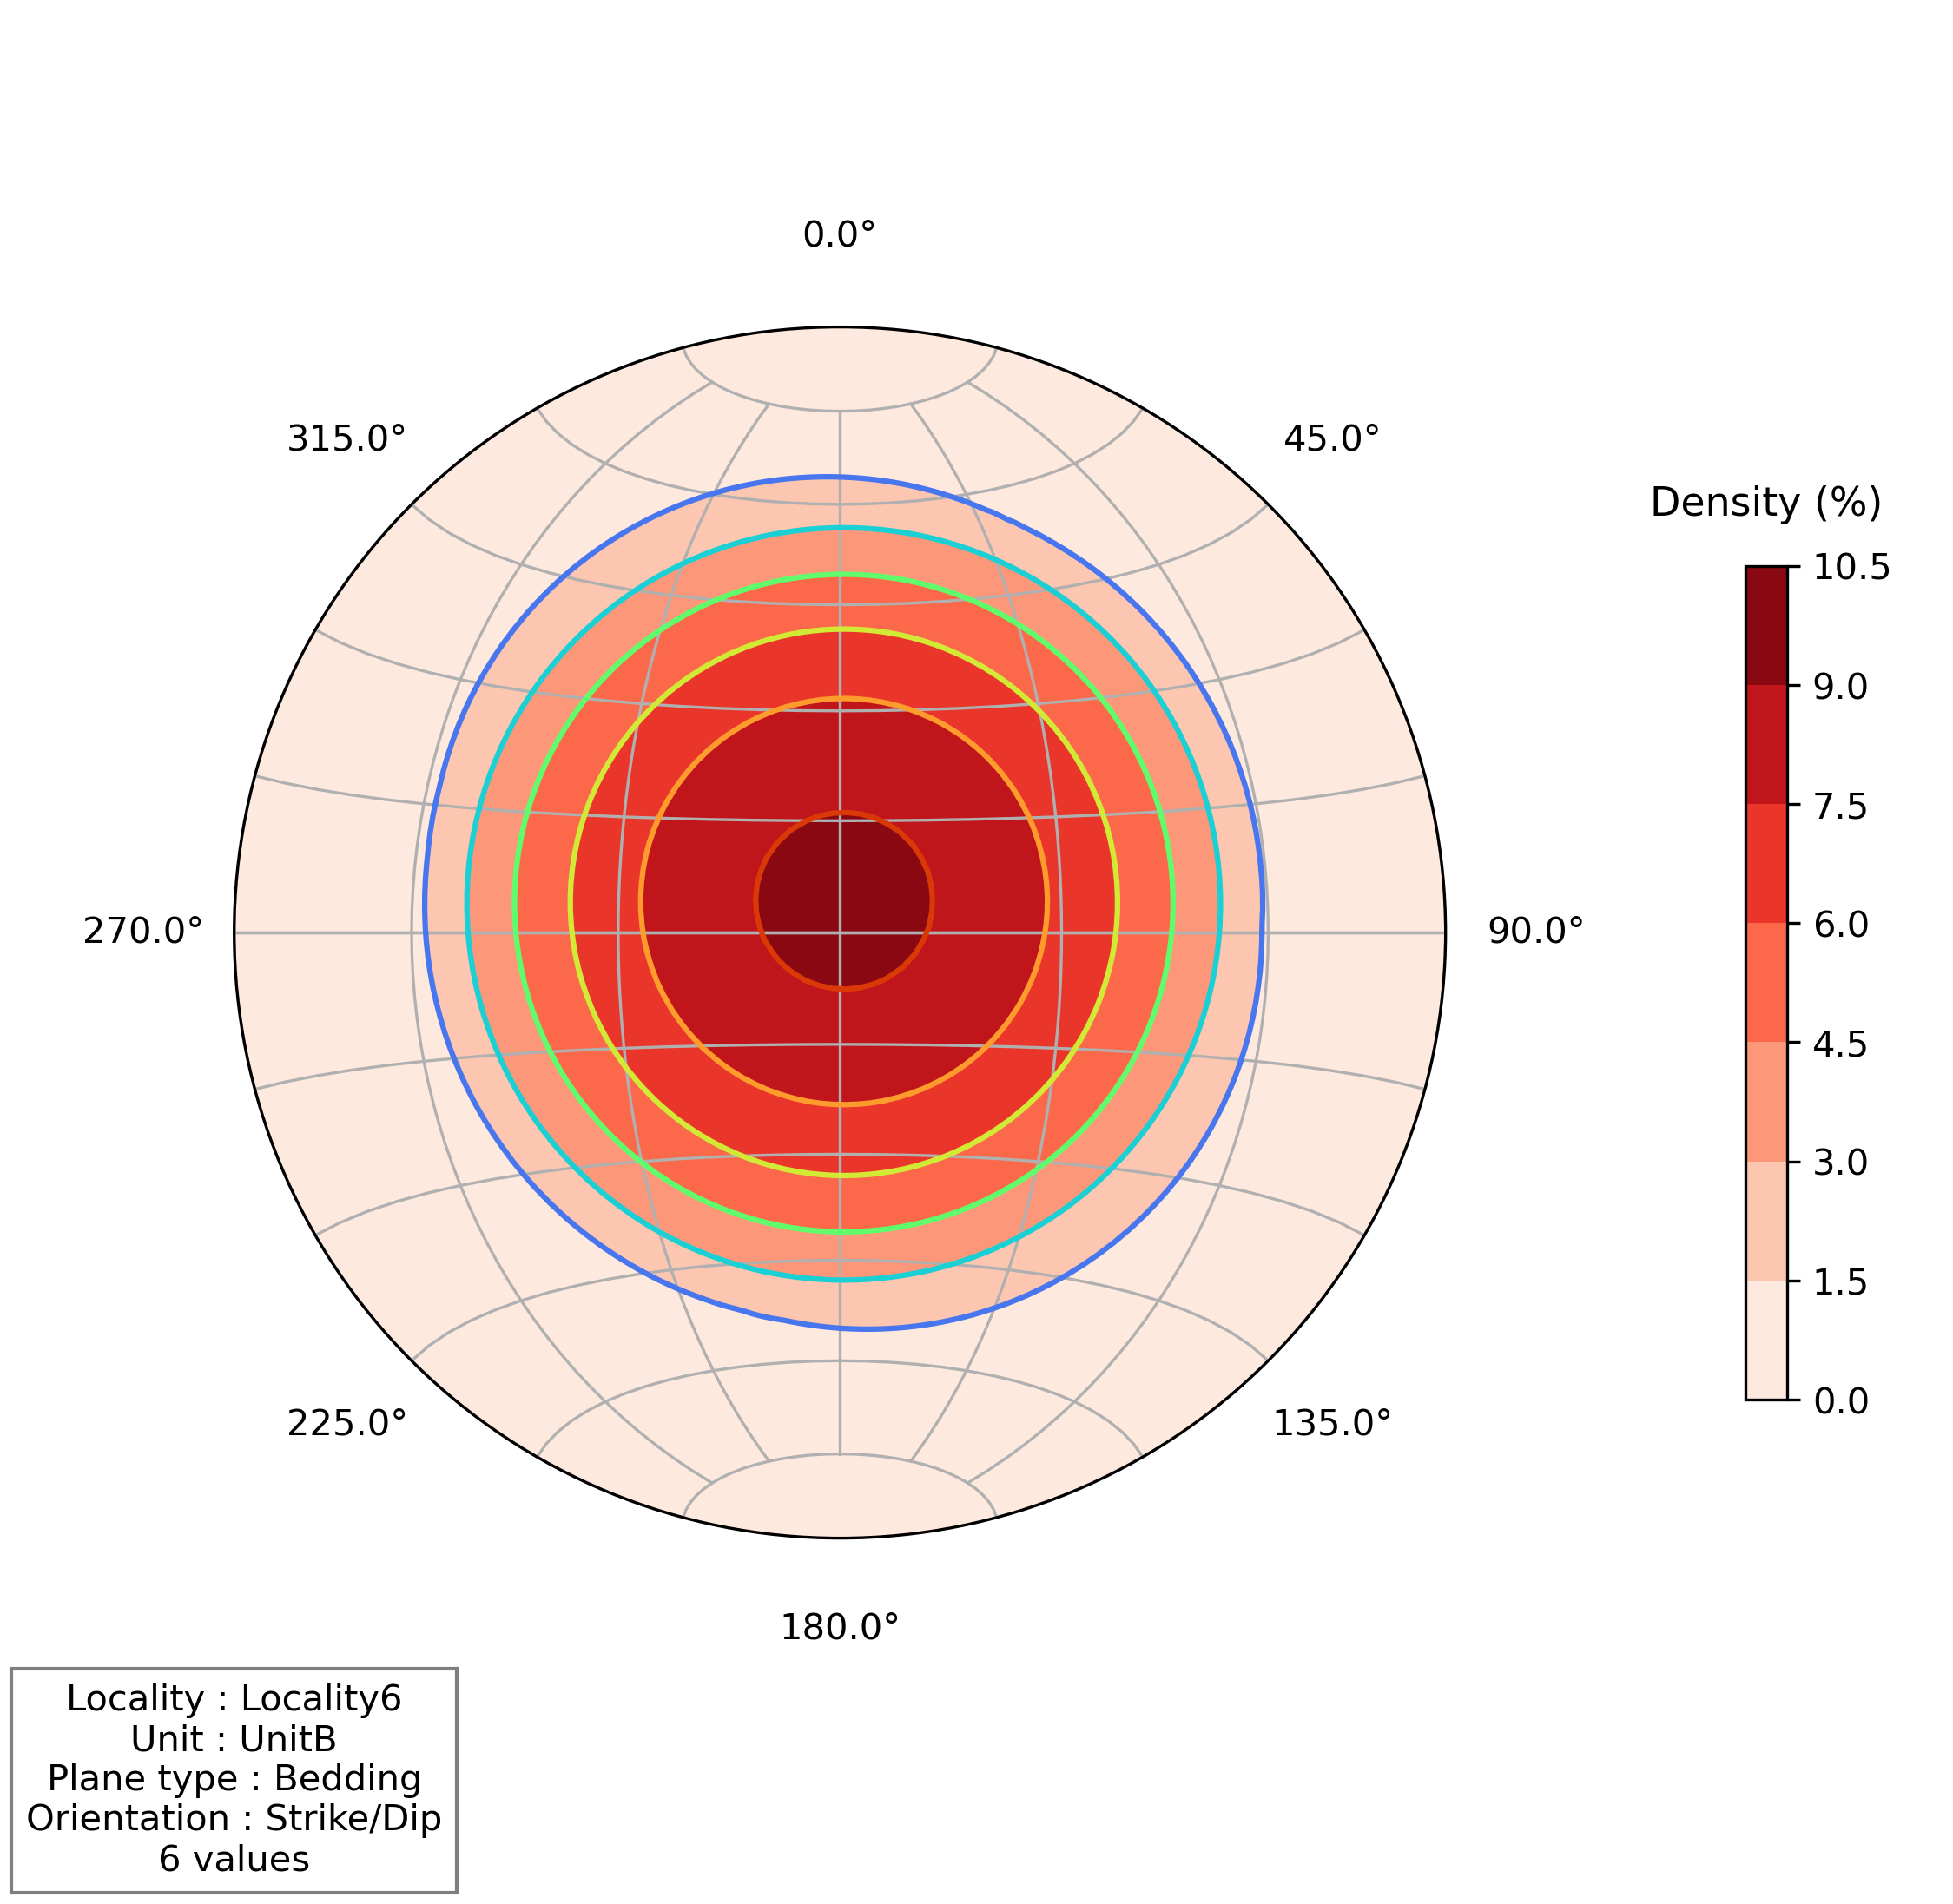 0.0°
315.0°
45.0°
Density (%)
10.5
9.0
7.5
270.0°
90.0°
6.0
4.5
3.0
1.5
225.0°
135.0°
0.0
180.0°
Locality : Locality6
Unit : UnitB
Plane type : Bedding
Orientation : Strike/Dip
6 values